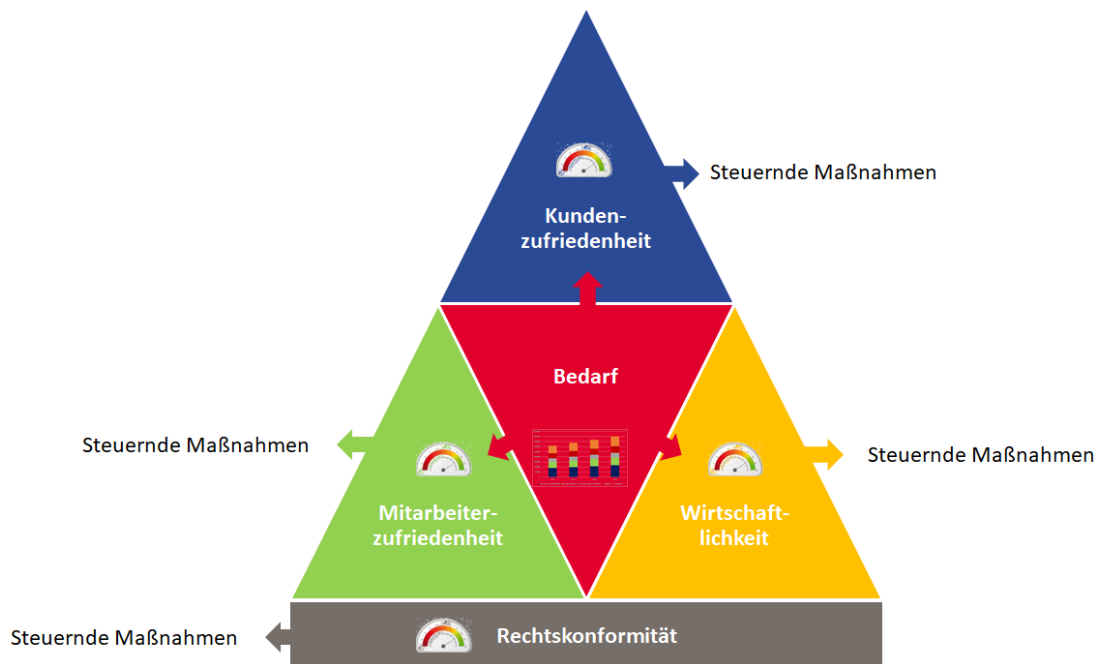 Steuernde Maßnahmen
Kunden-
zufriedenheit
Bedarf
Steuernde Maßnahmen
Steuernde Maßnahmen
Mitarbeiter-
zufriedenheit
Wirtschaft-
lichkeit
Steuernde Maßnahmen
Rechtskonformität